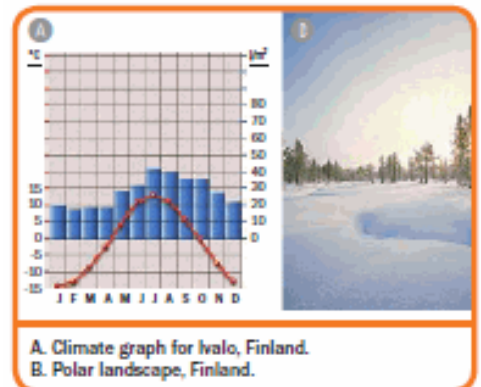 A
B
°C
l/m²
80
70
60
50
40
30
20
10
0
15
10
5
0
-5
-10
-15
J F M A M J J A S O N D
A. Climate graph for Ivalo, Finland.
B. Polar landscape, Finland.